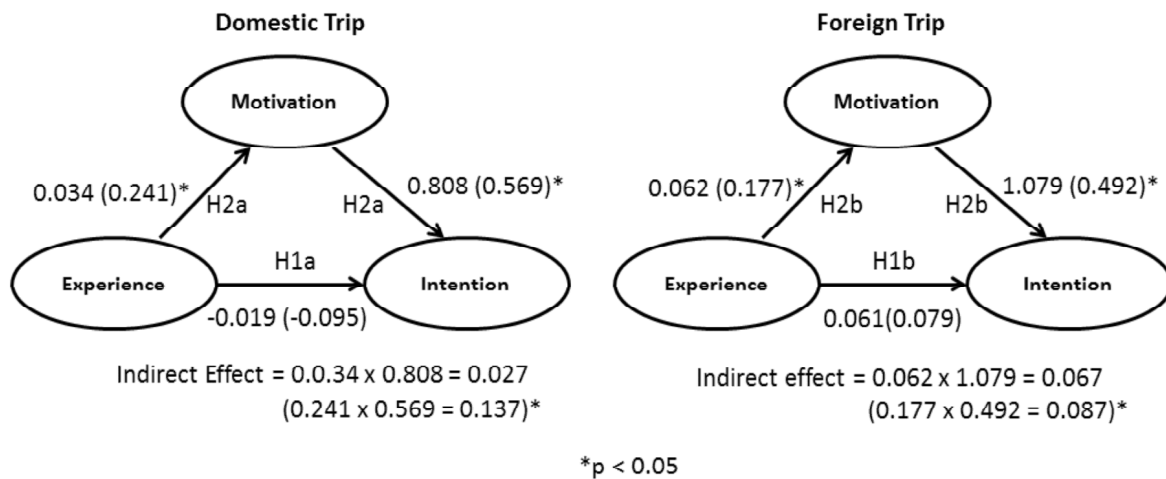 Domestic Trip
Motivation
0.034 (0.241)*
H2a
H2a
0.808 (0.569)*
Experience
H1a
Intention
-0.019 (-0.095)
Indirect Effect = 0.0.34 x 0.808 = 0.027
(0.241 x 0.569 = 0.137)*
Foreign Trip
Motivation
0.062 (0.177)*
H2b
H2b
1.079 (0.492)*
Experience
H1b
Intention
0.061(0.079)
Indirect effect = 0.062 x 1.079 = 0.067
(0.177 x 0.492 = 0.087)*
*p < 0.05